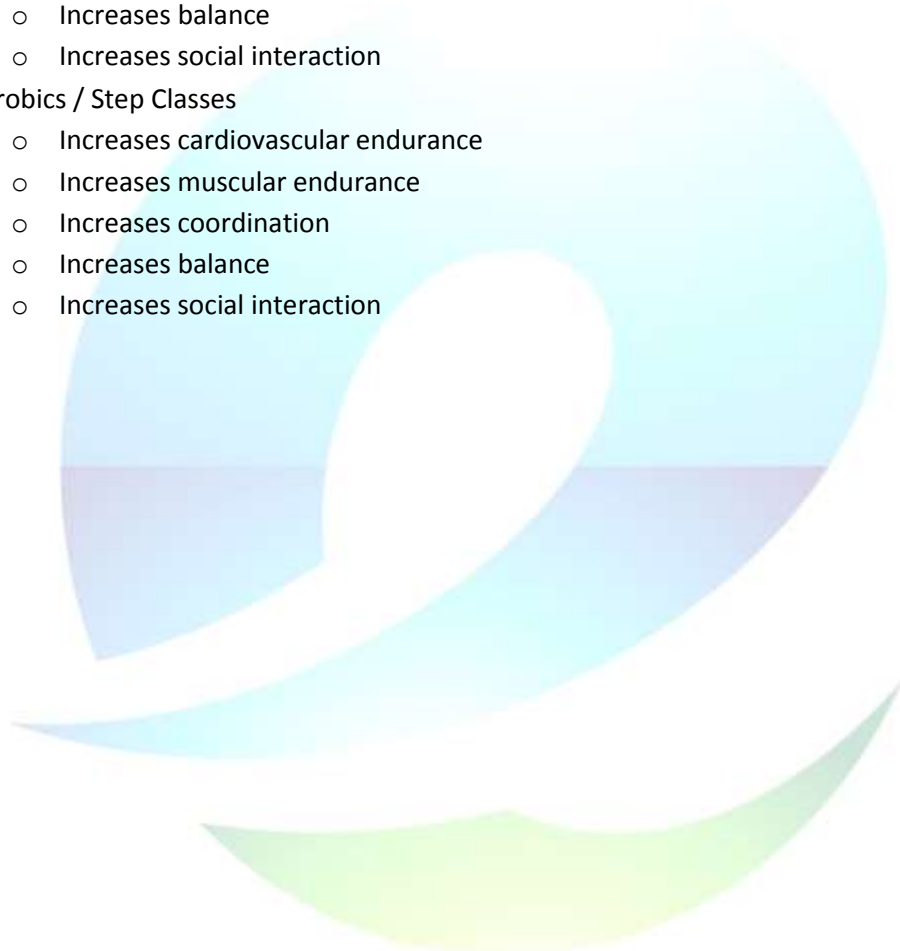 o Increases balance
o Increases social interaction
robics / Step Classes
o Increases cardiovascular endurance
o Increases muscular endurance
o Increases coordination
o Increases balance
o Increases social interaction